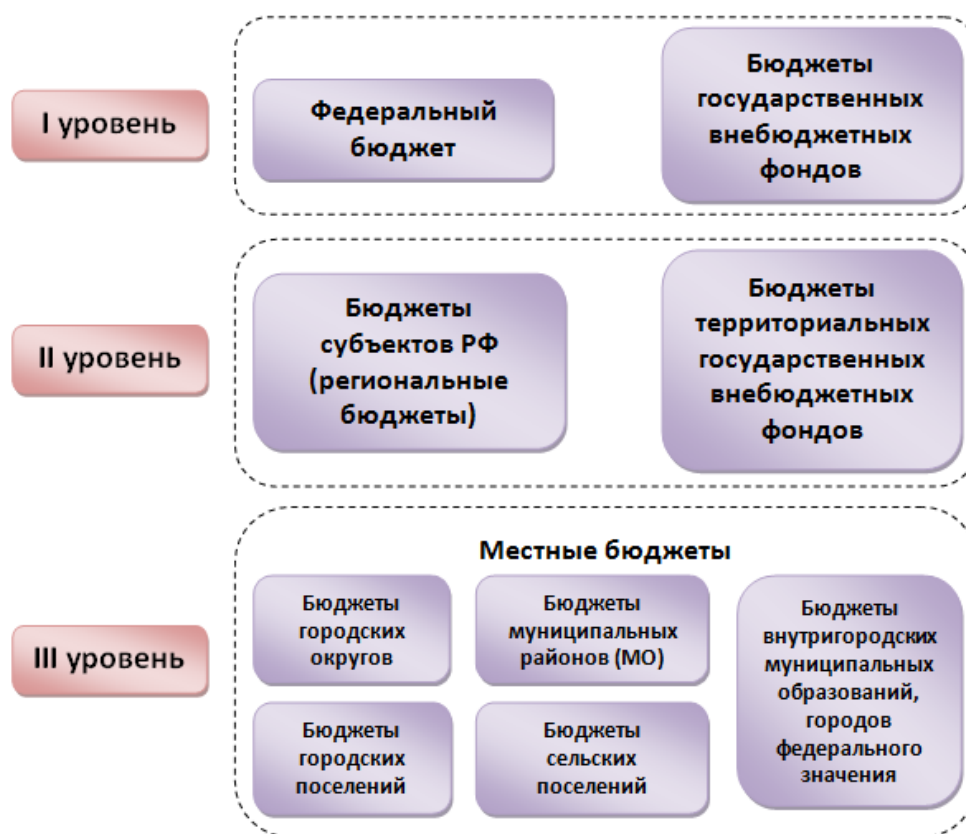 I уровень
Федеральный
бюджет
Бюджеты
государственных
внебюджетных
фондов
II уровень
Бюджеты
субъектов РФ
(региональные
бюджеты)
Бюджеты
территориальных
государственных
внебюджетных
фондов
III уровень
Местные бюджеты
Бюджеты
городских
округов
Бюджеты
муниципальных
районов (МО)
Бюджеты
внутригородских
муниципальных
образований,
городов
федерального
значения
Бюджеты
городских
поселений
Бюджеты
сельских
поселений